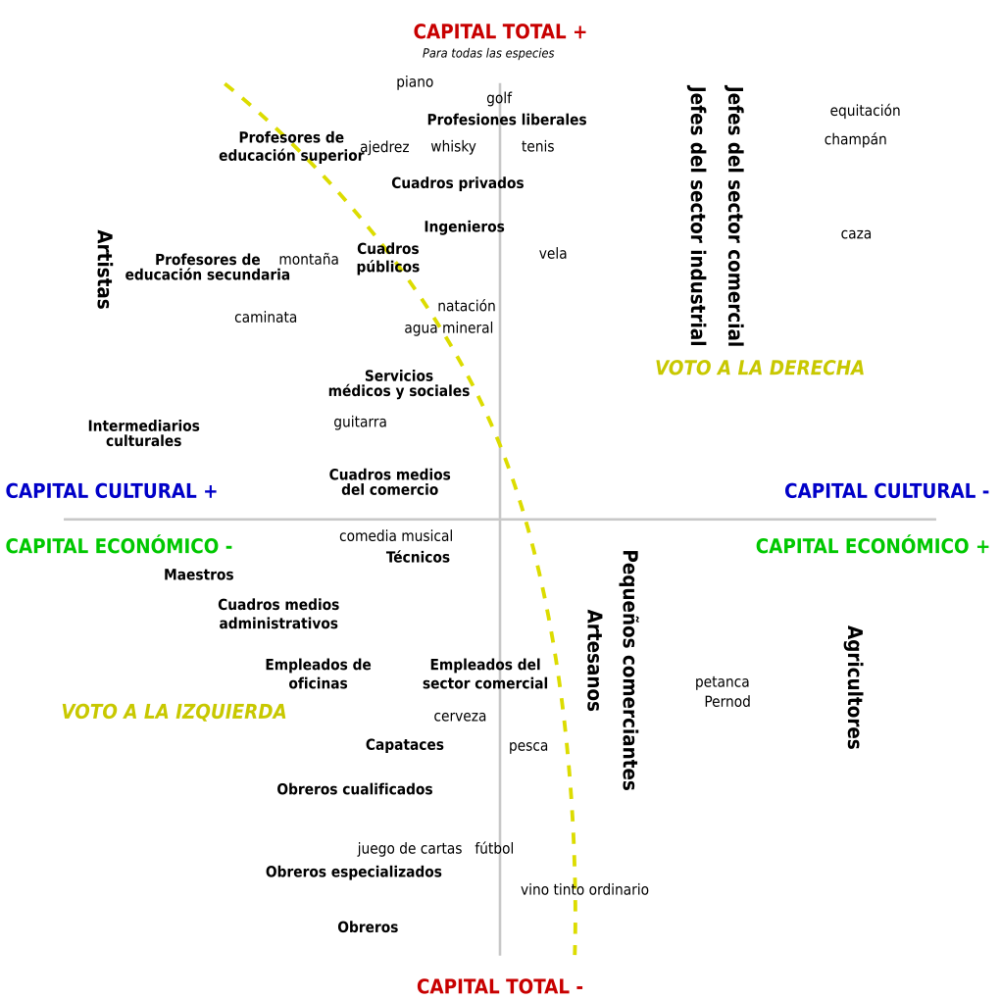 CAPITAL TOTAL +
Para todas las especies
piano
golf
Profesiones liberales
Profesores de
educación superior
ajedrez
whisky
tenis
Cuadros privados
Ingenieros
Cuadros
públicos
vela
Artistas
Profesores de
educación secundaria
montaña
caminata
natación
agua mineral
Jefes del sector industrial
Jefes del sector comercial
equitación
champán
caza
VOTO A LA DERECHA
Servicios
médicos y sociales
guitarra
Intermediarios
culturales
Cuadros medios
del comercio
CAPITAL CULTURAL +
CAPITAL CULTURAL -
CAPITAL ECONÓMICO -
CAPITAL ECONÓMICO +
comedia musical
Técnicos
Maestros
Cuadros medios
administrativos
Empleados de
oficinas
Empleados del
sector comercial
Artesanos
Pequeños comerciantes
petanca
Pernod
Agricultores
VOTO A LA IZQUIERDA
cerveza
Capataces
pesca
Obreros cualificados
juego de cartas
fútbol
Obreros especializados
vino tinto ordinario
Obreros
CAPITAL TOTAL -